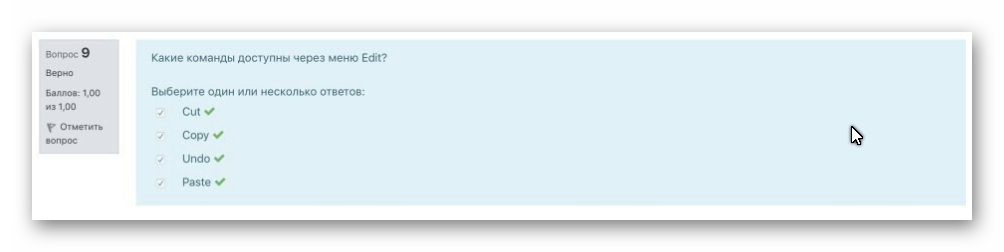 Вопрос 9
Верно
Баллов: 1,00
из 1,00
Отметить
вопрос
Какие команды доступны через меню Edit?
Выберите один или несколько ответов:
Cut
Copy
Undo
Paste